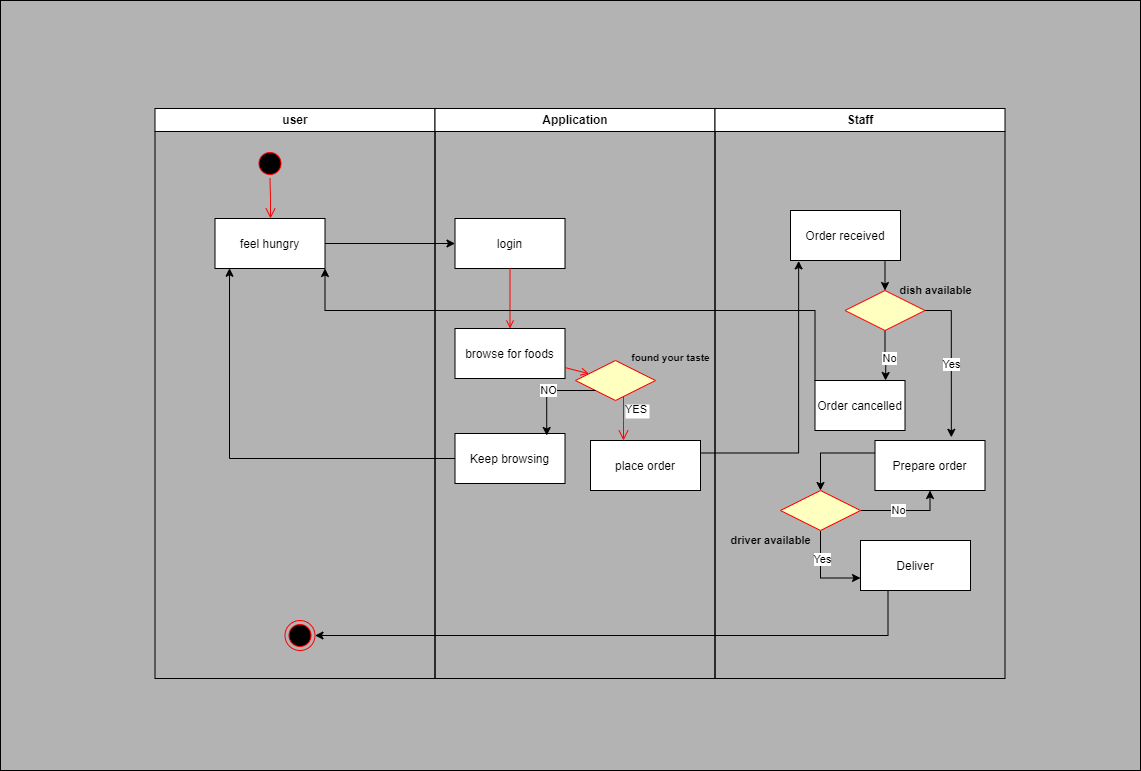 user
Application
Staff
feel hungry
login
Order received
dish available
browse for foods
found your taste
No
Yes
NO
YES
Order cancelled
Keep browsing
place order
Prepare order
No
driver available
Yes
Deliver